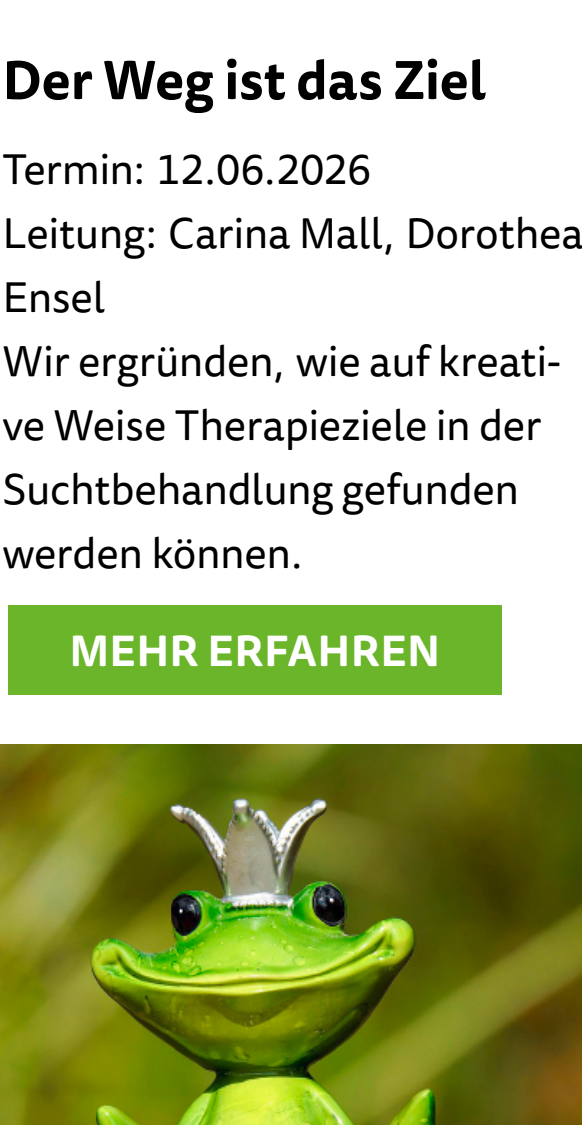 Der Weg ist das Ziel
Termin: 12.06.2026
Leitung: Carina Mall, Dorothea
Ensel
Wir ergründen, wie auf kreati-
ve Weise Therapieziele in der
Suchtbehandlung gefunden
werden können.
MEHR ERFAHREN